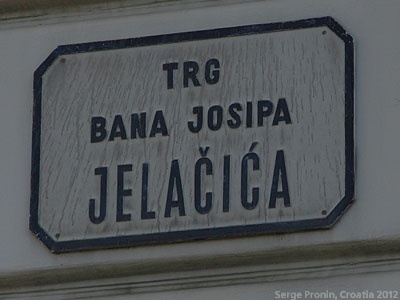 TRG
BANA JOSIPA
JELAČIĆA
Serge Pronin, Croatia 2012